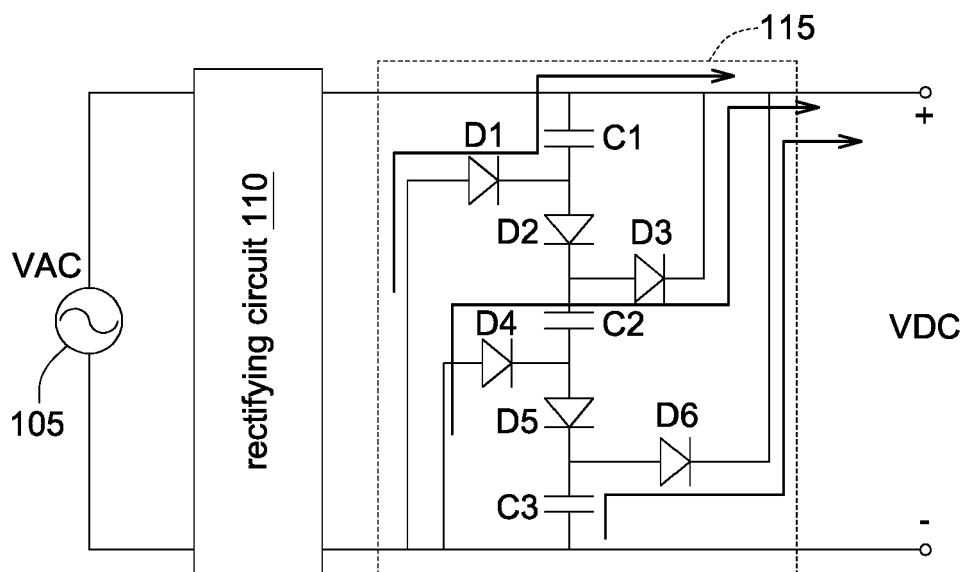 115
D1
C1
VAC
rectifying circuit 110
D2
D3
+
D4
C2
VDC
105
D5
D6
C3
-